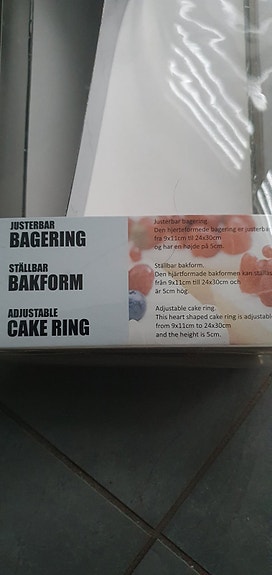 JUSTERBAR
BAGERING
Justerbar bagering.
Den hjerteformede bagering er justerbar
fra 9x11cm til 24x30cm
og har en højde på 5cm.
STÄLLBAR
BAKFORM
Ställbar bakform.
Den hjärtformade bakformen kan
från 9x11cm till 24x30cm och
är 5cm hög.
ADJUSTABLE
CAKE RING
Adjustable cake ring.
This heart shaped cake ring is adjustable
from 9x11cm to 24x30cm
and the height is 5cm.